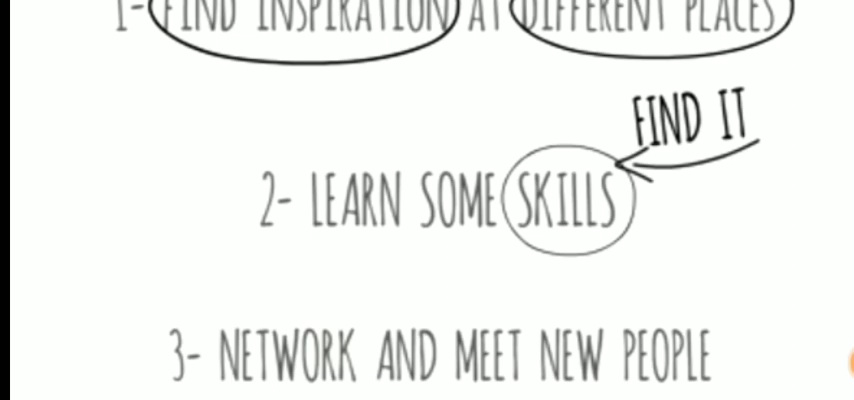 1- FIND INSPIRATION AT DIFFERENT PLACES
FIND IT
2- LEARN SOME SKILLS
3- NETWORK AND MEET NEW PEOPLE